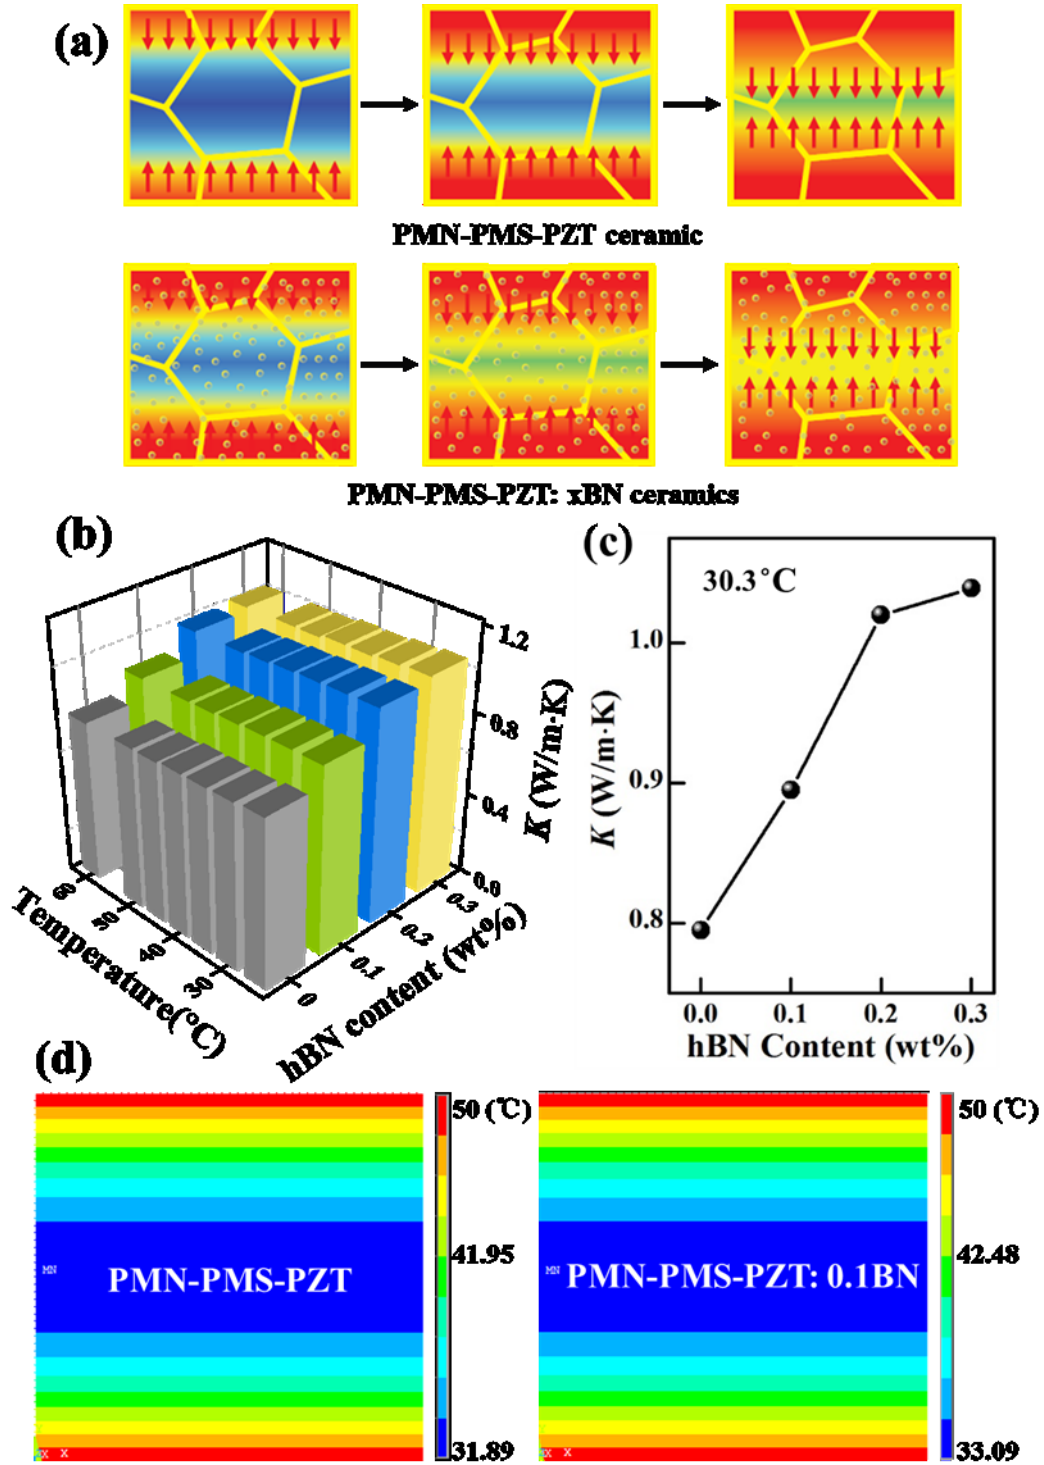 (a)
PMN-PMS-PZT ceramic
PMN-PMS-PZT: xBN ceramics
(b)
1.2
0.8
0.4
0.0
K (W/m·K)
60
50
40
30
Temperature(°C)
0
0.1
0.2
0.3
hBN content (wt%)
(c)
30.3°C
1.0
0.9
0.8
K (W/m·K)
0.0 0.1 0.2 0.3
hBN Content (wt%)
(d)
50 (℃)
41.95
31.89
MN
PMN-PMS-PZT
X X
50 (℃)
42.48
33.09
MN
PMN-PMS-PZT: 0.1BN
X X